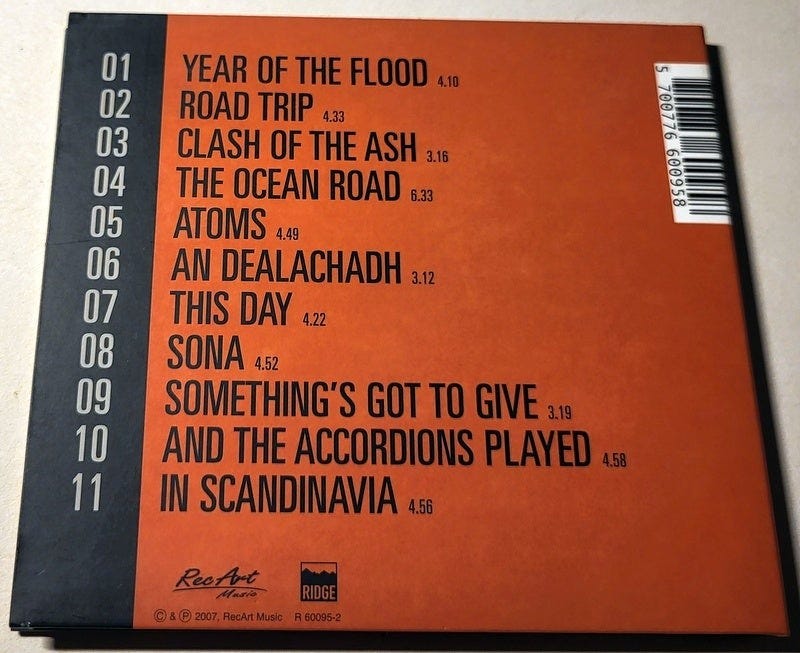 01 YEAR OF THE FLOOD 4.10
02 ROAD TRIP 4.33
03 CLASH OF THE ASH 3.16
04 THE OCEAN ROAD 6.33
05 ATOMS 4.49
06 AN DEALACHADH 3.12
07 THIS DAY 4.22
08 SONA 4.52
09 SOMETHING'S GOT TO GIVE 3.19
10 AND THE ACCORDIONS PLAYED 4.58
11 IN SCANDINAVIA 4.56
5 700776 600958
RecArt Music
RIDGE
© & ℗ 2007, RecArt Music R 60095-2